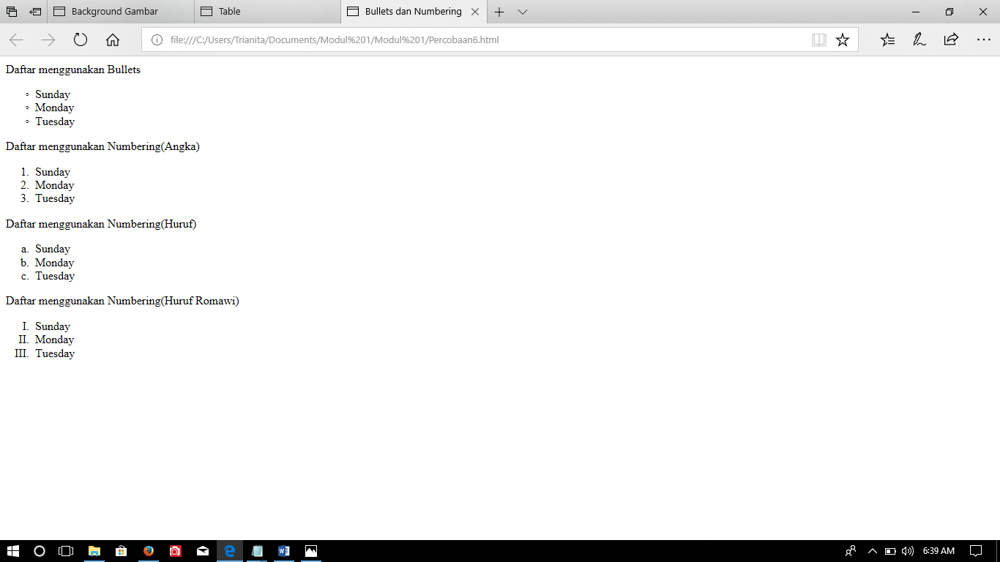 Background Gambar
Table
Bullets dan Numbering
file:///C:/Users/Trianita/Documents/Modul%201/Modul%201/Percobaan6.html
Daftar menggunakan Bullets
◦ Sunday
◦ Monday
◦ Tuesday
Daftar menggunakan Numbering(Angka)
1. Sunday
2. Monday
3. Tuesday
Daftar menggunakan Numbering(Huruf)
a. Sunday
b. Monday
c. Tuesday
Daftar menggunakan Numbering(Huruf Romawi)
I. Sunday
II. Monday
III. Tuesday
6:39 AM